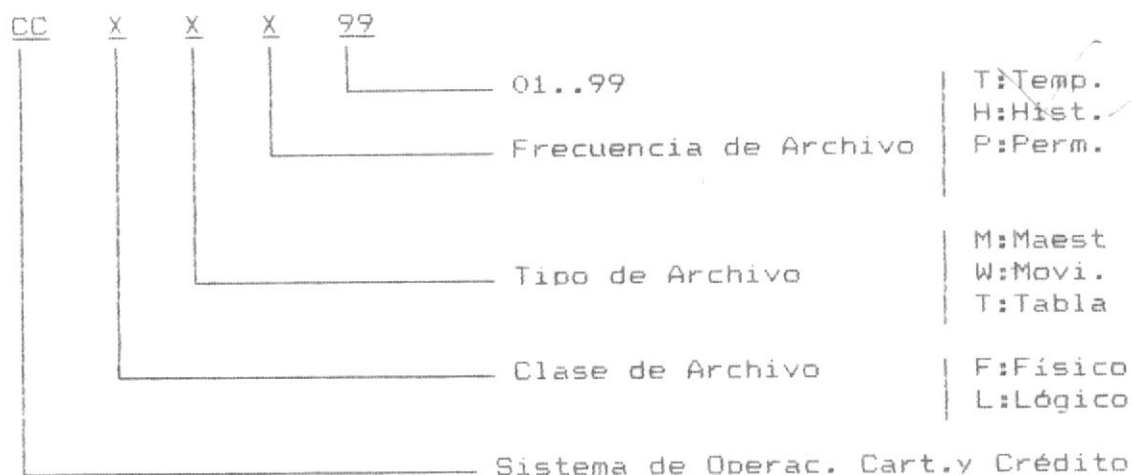 CC X X X 99
01..99 T:Temp.
H:Hist.
Frecuencia de Archivo P:Perm.
M:Maest
Tipo de Archivo W:Movi.
T:Tabla
Clase de Archivo F:Físico
L:Lógico
Sistema de Operac. Cart.y Crédito